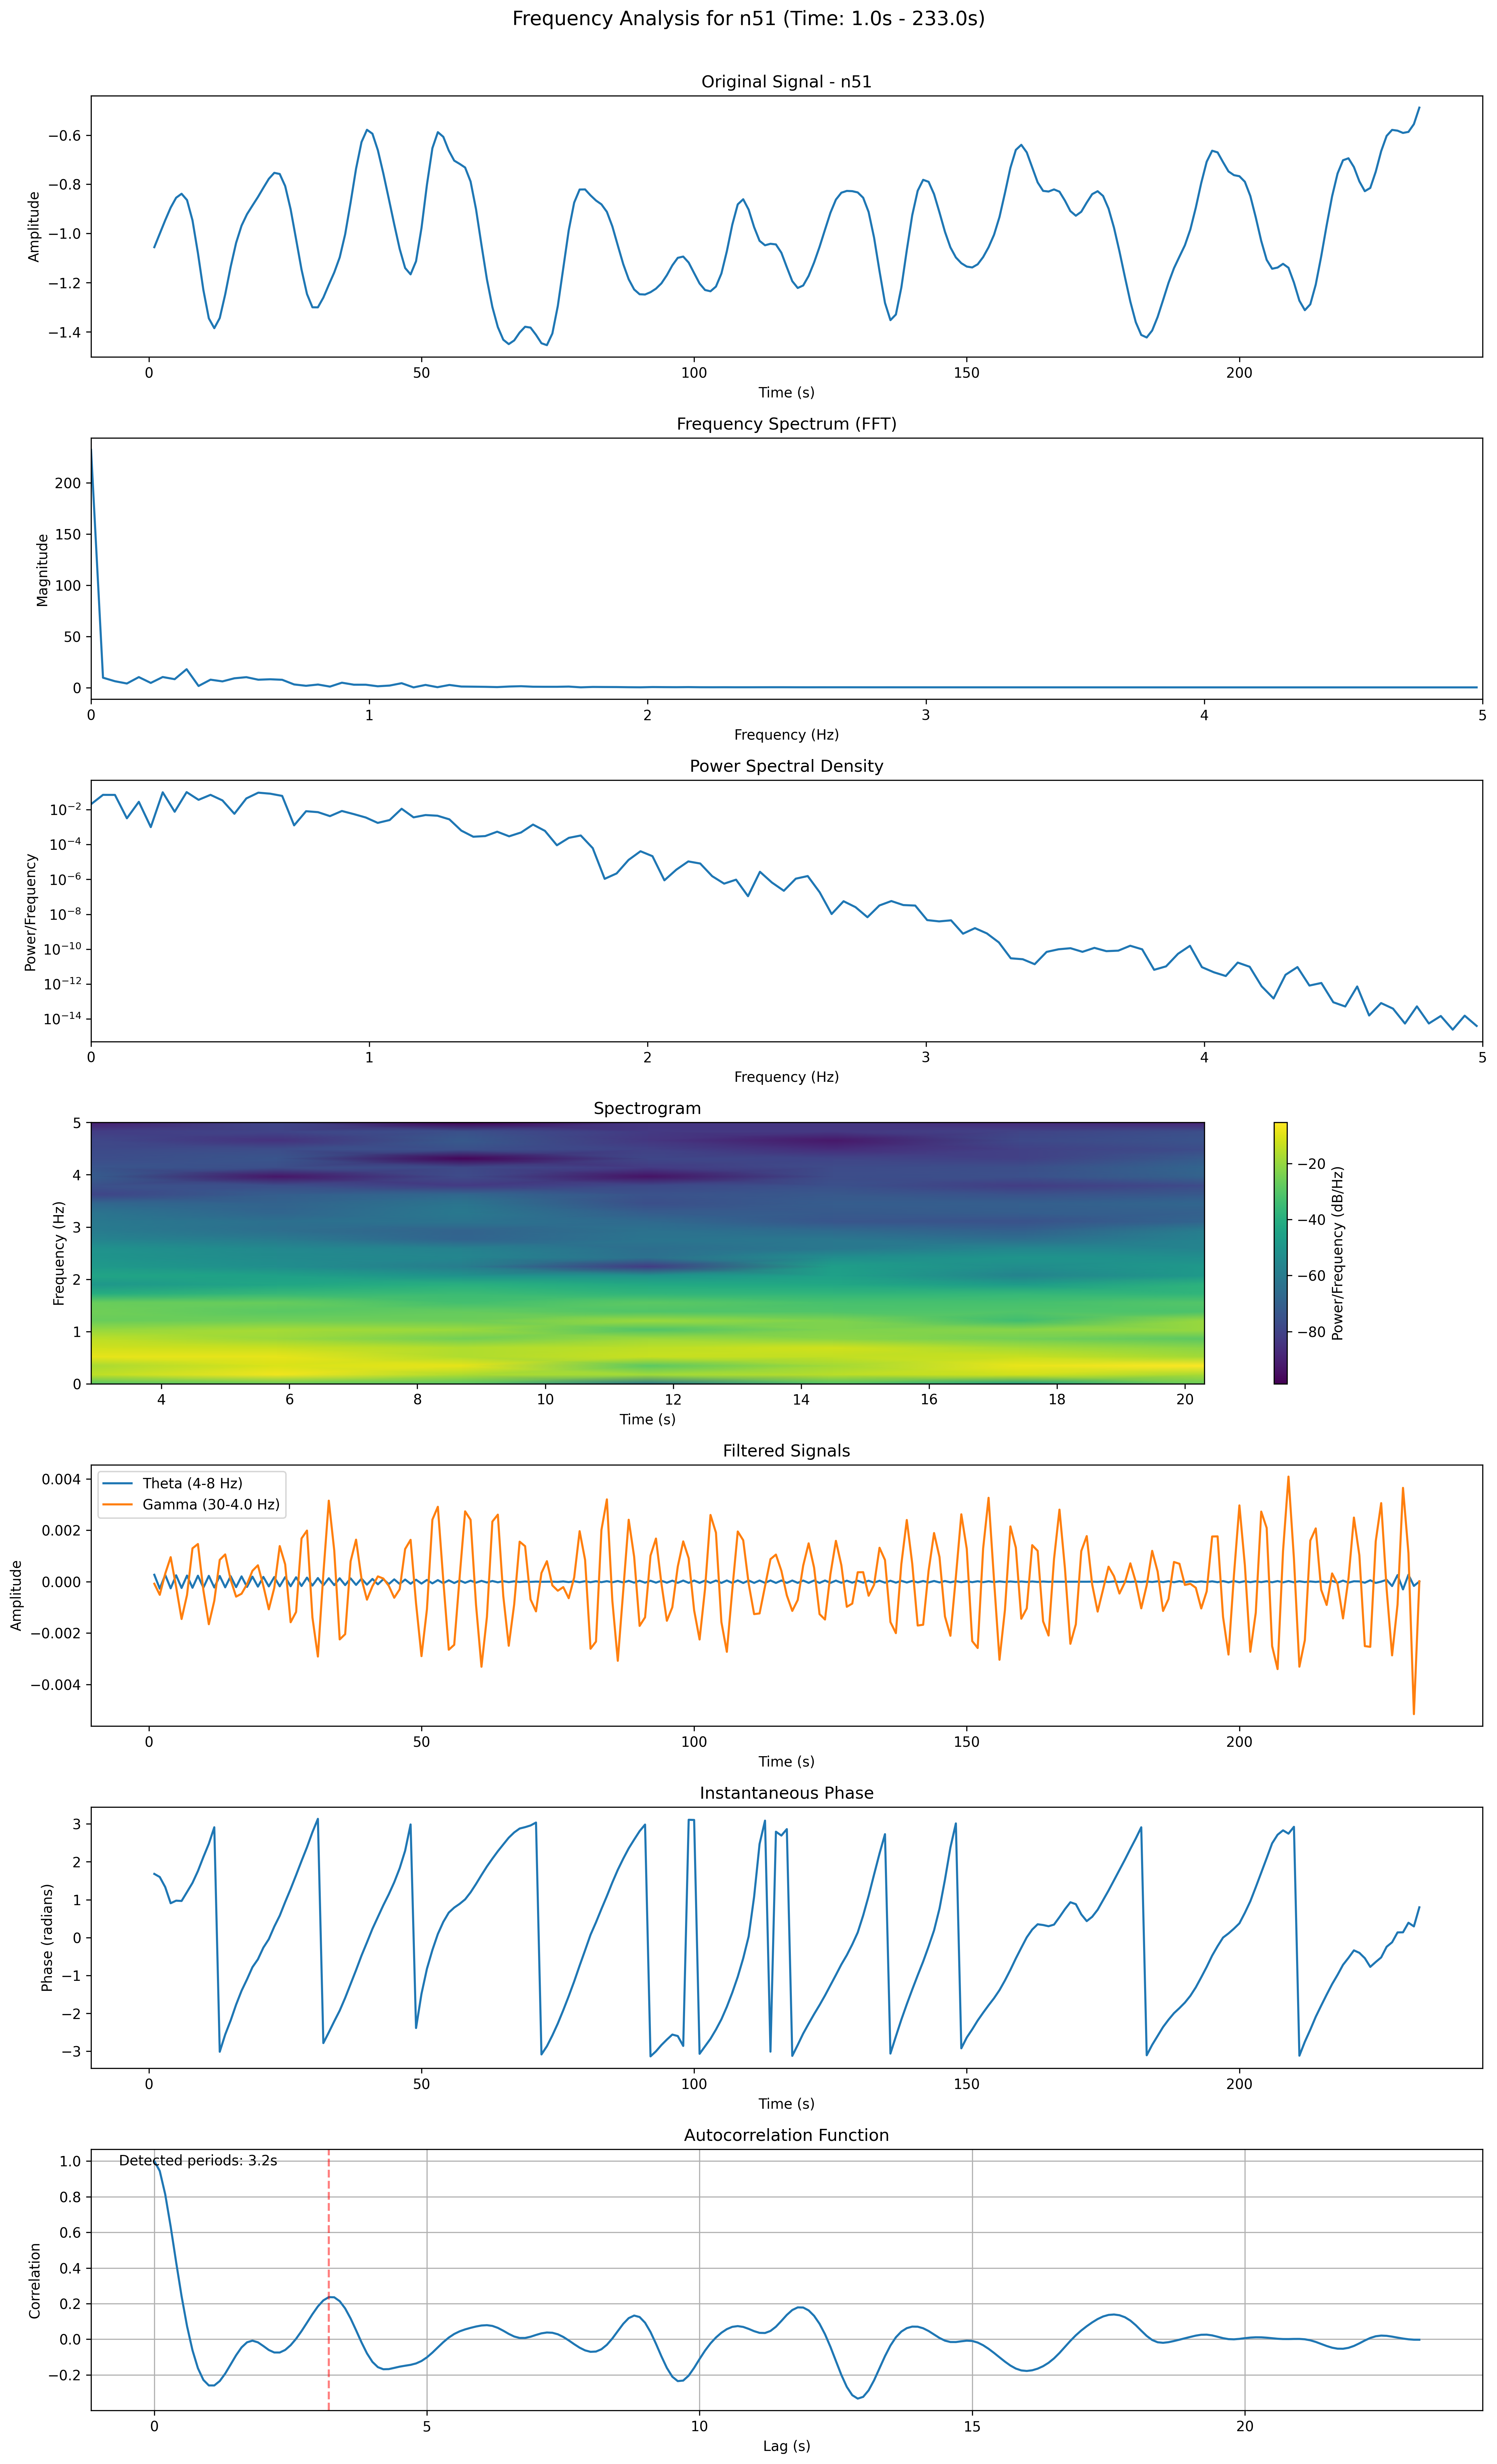 Frequency Analysis for n51 (Time: 1.0s - 233.0s)
Original Signal - n51
Amplitude
−0.6
−0.8
−1.0
−1.2
−1.4
0 50 100 150 200
Time (s)
Frequency Spectrum (FFT)
Magnitude
200
150
100
50
0
0 1 2 3 4 5
Frequency (Hz)
Power Spectral Density
Power/Frequency
10⁻²
10⁻⁴
10⁻⁶
10⁻⁸
10⁻¹⁰
10⁻¹²
10⁻¹⁴
0 1 2 3 4 5
Frequency (Hz)
Spectrogram
Frequency (Hz)
5
4
3
2
1
0
4 6 8 10 12 14 16 18 20
Time (s)
−20
−40
−60
−80
Power/Frequency (dB/Hz)
Filtered Signals
Theta (4-8 Hz)
Gamma (30-4.0 Hz)
Amplitude
0.004
0.002
0.000
−0.002
−0.004
0 50 100 150 200
Time (s)
Instantaneous Phase
Phase (radians)
3
2
1
0
−1
−2
−3
0 50 100 150 200
Time (s)
Autocorrelation Function
Detected periods: 3.2s
Correlation
1.0
0.8
0.6
0.4
0.2
0.0
−0.2
0 5 10 15 20
Lag (s)